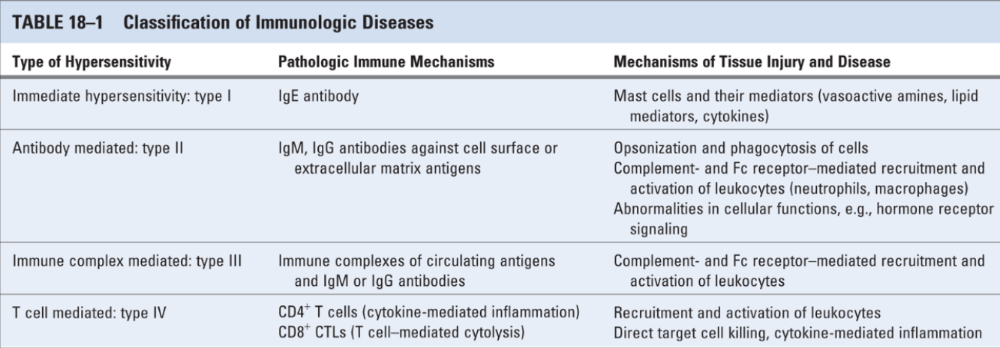 TABLE 18–1 Classification of Immunologic Diseases
Type of Hypersensitivity Pathologic Immune Mechanisms Mechanisms of Tissue Injury and Disease
Immediate hypersensitivity: type I IgE antibody Mast cells and their mediators (vasoactive amines, lipid
mediators, cytokines)
Antibody mediated: type II IgM, IgG antibodies against cell surface or Opsonization and phagocytosis of cells
extracellular matrix antigens Complement- and Fc receptor–mediated recruitment and
activation of leukocytes (neutrophils, macrophages)
Abnormalities in cellular functions, e.g., hormone receptor
signaling
Immune complex mediated: type III Immune complexes of circulating antigens Complement- and Fc receptor–mediated recruitment and
and IgM or IgG antibodies activation of leukocytes
T cell mediated: type IV CD4⁺ T cells (cytokine-mediated inflammation) Recruitment and activation of leukocytes
CD8⁺ CTLs (T cell–mediated cytolysis) Direct target cell killing, cytokine-mediated inflammation